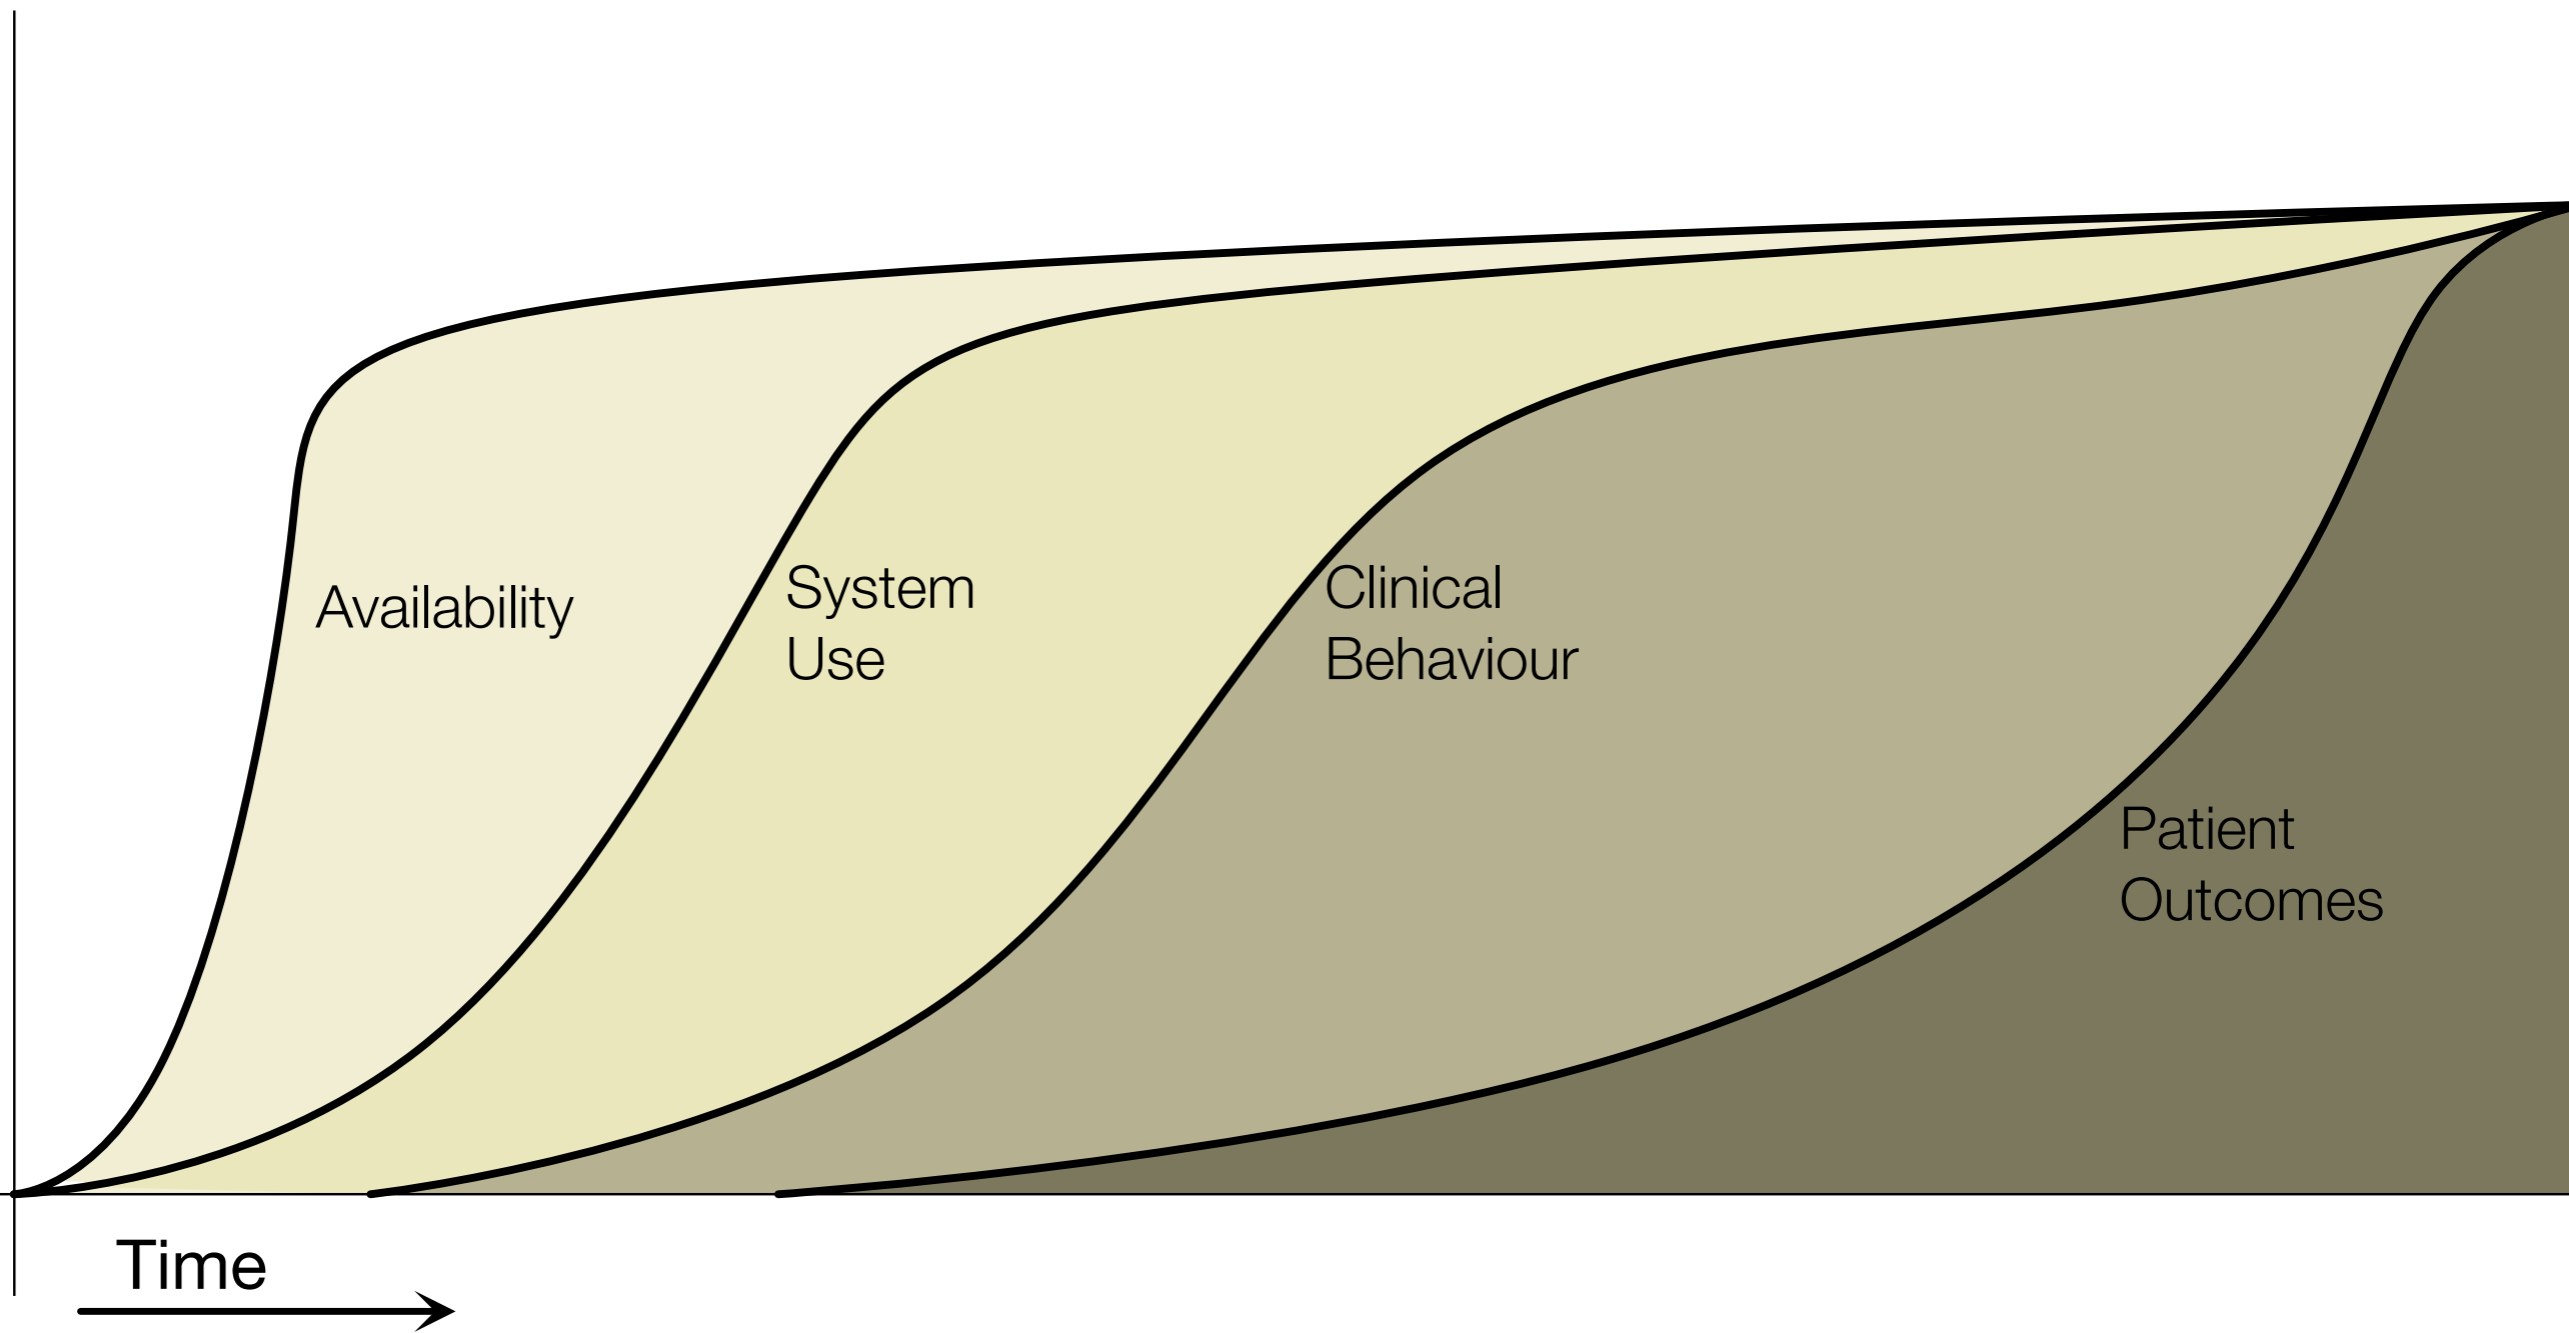 Availability
System
Use
Clinical
Behaviour
Patient
Outcomes
Time